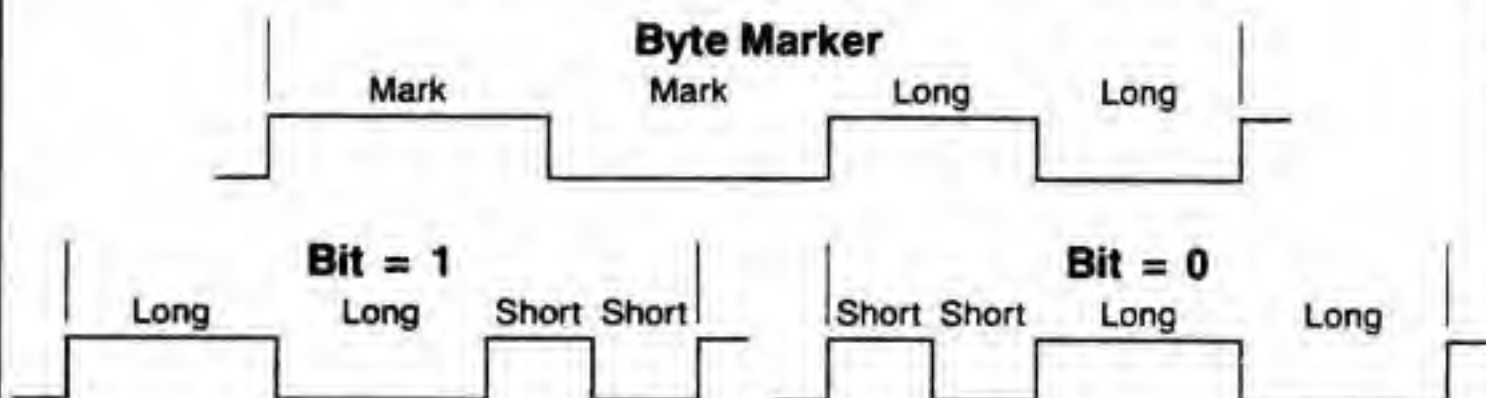 Byte Marker
Mark Mark Long Long
Bit = 1 Bit = 0
Long Long Short Short Short Short Long Long